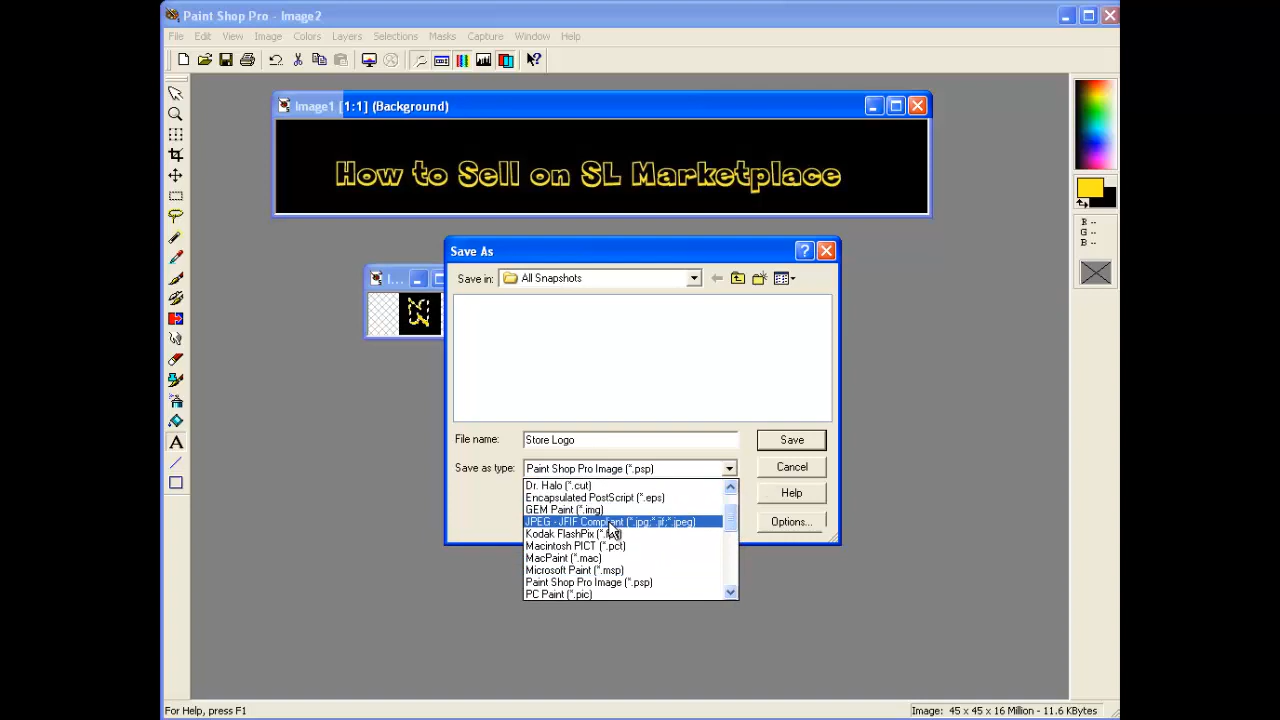 Paint Shop Pro - Image2
File Edit View Image Colors Layers Selections Masks Capture Window Help
Image1 [1:1] (Background)
How to Sell on SL Marketplace
I...
Save As
Save in: All Snapshots
File name: Store Logo Save
Save as type: Paint Shop Pro Image (*.psp) Cancel
Dr. Halo (*.cut)
Encapsulated PostScript (*.eps) Help
GEM Paint (*.img)
JPEG - JFIF Compliant (*.jpg;*.jif;*.jpeg) Options...
Kodak FlashPix
Macintosh PICT (*.pct)
MacPaint (*.mac)
Microsoft Paint (*.msp)
Paint Shop Pro Image (*.psp)
PC Paint (*.pic)
R --
G --
B --
For Help, press F1 Image: 45 x 45 x 16 Million - 11.6 KBytes